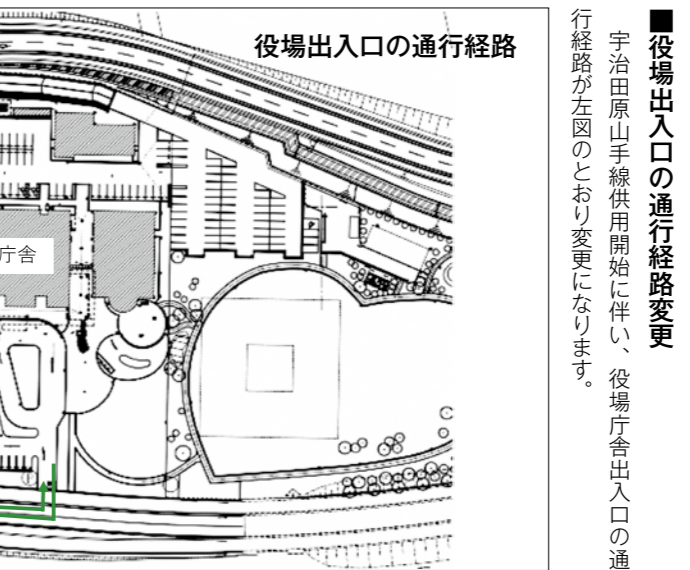 ■役場出入口の通行経路変更
宇治田原山手線供用開始に伴い、役場庁舎出入口の通
行経路が左図のとおり変更になります。
役場出入口の通行経路
庁舎